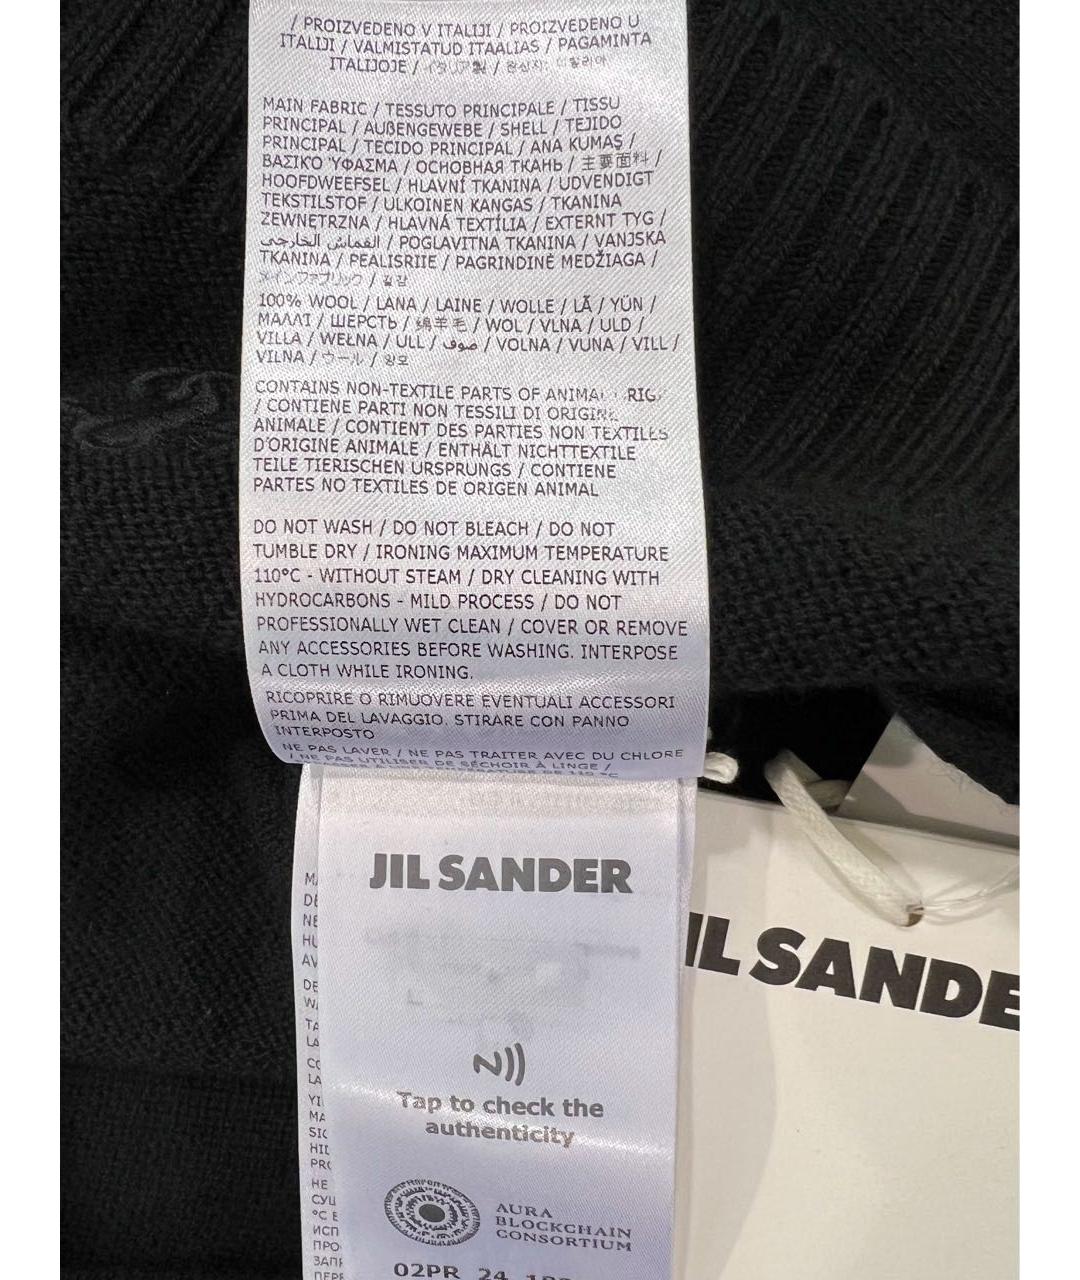 / PROIZVEDENO V ITALIJI / PROIZVEDENO U
ITALIJI / VALMISTATUD ITAALIAS / PAGAMINTA
ITALIJOJE / イタリア製 / 원산지: 이탈리아
MAIN FABRIC / TESSUTO PRINCIPALE / TISSU
PRINCIPAL / AUßENGEWEBE / SHELL / TEJIDO
PRINCIPAL / TECIDO PRINCIPAL / ANA KUMAŞ /
ΒΑΣΙΚΌ ΎΦΑΣΜΑ / ОСНОВНАЯ ТКАНЬ / 主要面料 /
HOOFDWEEFSEL / HLAVNÍ TKANINA / UDVENDIGT
TEKSTILSTOF / ULKOINEN KANGAS / TKANINA
ZEWNĘTRZNA / HLAVNÁ TEXTÍLIA / EXTERNT TYG /
القماش الخارجي / POGLAVITNA TKANINA / VANJSKA
TKANINA / PEALISRIIE / PAGRINDINĖ MEDŽIAGA /
メインファブリック / 겉감
100% WOOL / LANA / LAINE / WOLLE / LÃ / YÜN /
ΜΑΛΛΊ / ШЕРСТЬ / 绵羊毛 / WOL / VLNA / ULD /
VILLA / WEŁNA / ULL / صوف / VOLNA / VUNA / VILL /
VILNA / ウール / 양모
CONTAINS NON-TEXTILE PARTS OF ANIMAL
/ CONTIENE PARTI NON TESSILI DI ORIGINE
ANIMALE / CONTIENT DES PARTIES NON TEXTILES
D'ORIGINE ANIMALE / ENTHÄLT NICHTTEXTILE
TEILE TIERISCHEN URSPRUNGS / CONTIENE
PARTES NO TEXTILES DE ORIGEN ANIMAL
DO NOT WASH / DO NOT BLEACH / DO NOT
TUMBLE DRY / IRONING MAXIMUM TEMPERATURE
110°C - WITHOUT STEAM / DRY CLEANING WITH
HYDROCARBONS - MILD PROCESS / DO NOT
PROFESSIONALLY WET CLEAN / COVER OR REMOVE
ANY ACCESSORIES BEFORE WASHING. INTERPOSE
A CLOTH WHILE IRONING.
RICOPRIRE O RIMUOVERE EVENTUALI ACCESSORI
PRIMA DEL LAVAGGIO. STIRARE CON PANNO
INTERPOSTO
NE PAS LAVER / NE PAS TRAITER AVEC DU CHLORE
/ NE PAS UTILISER DE SÉCHOIR À LINGE /
JIL SANDER
Tap to check the
authenticity
AURA
BLOCKCHAIN
CONSORTIUM
02PR 24
IL SANDE